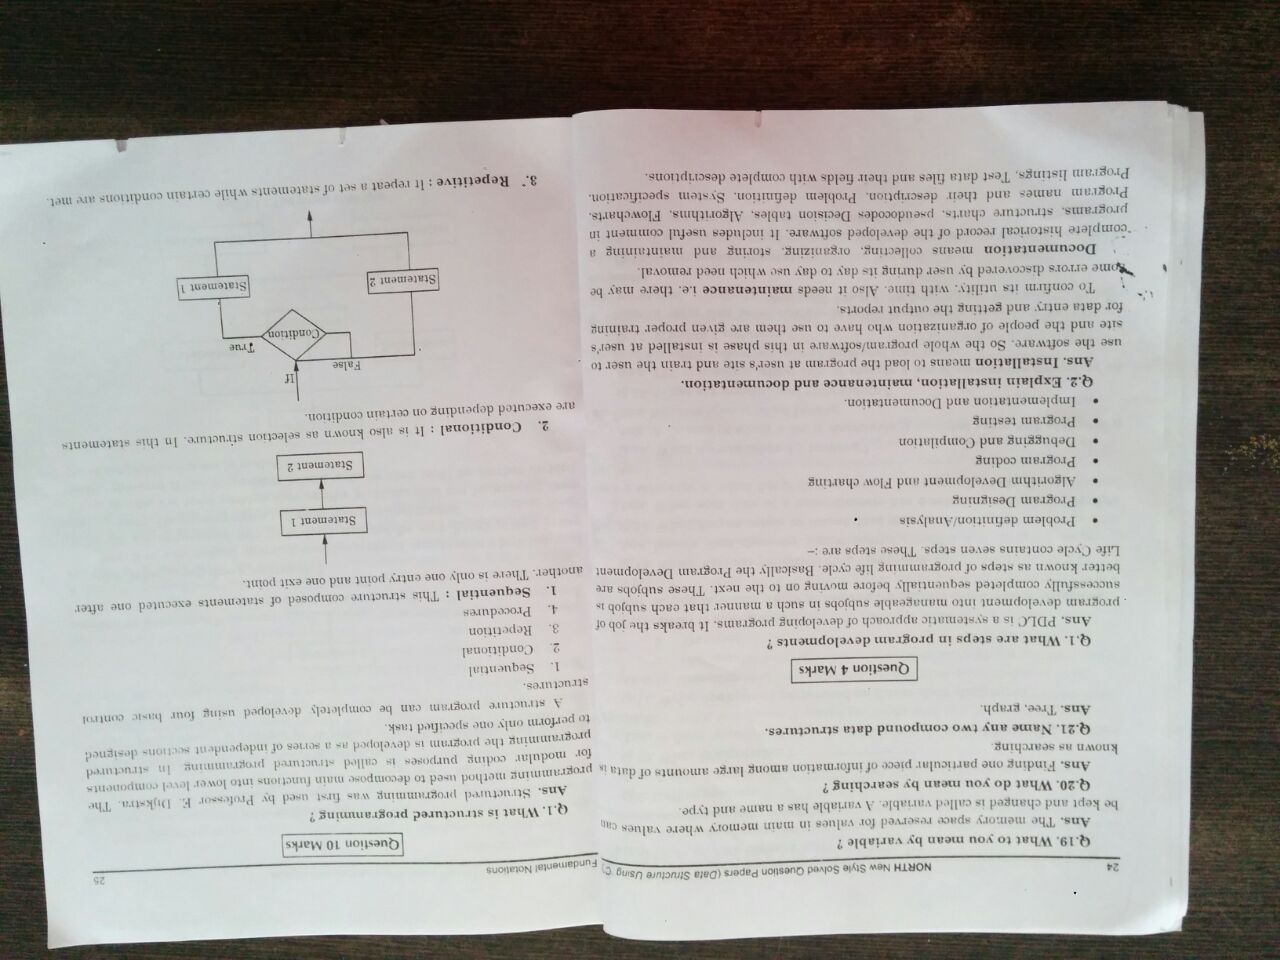 24 NORTH New Style Solved Question Papers (Data Structure Using C)
Q.19. What to you mean by variable ?
Ans. The memory space reserved for values in main memory where values can
be kept and changed is called variable. A variable has a name and type.
Q.20. What do you mean by searching ?
Ans. Finding one particular piece of information among large amounts of data is
known as searching.
Q.21. Name any two compound data structures.
Ans. Tree, graph.
Question 4 Marks
Q.1. What are steps in program developments ?
Ans. PDLC is a systematic approach of developing programs. It breaks the job of
program development into manageable subjobs in such a manner that each subjob is
successfully completed sequentially before moving on to the next. These subjobs are
better known as steps of programming life cycle. Basically the Program Development
Life Cycle contains seven steps. These steps are :–
• Problem definition/Analysis
• Program Designing
• Algorithm Development and Flow charting
• Program coding
• Debugging and Compilation
• Program testing
• Implementation and Documentation.
Q.2. Explain installation, maintenance and documentation.
Ans. Installation means to load the program at user's site and train the user to
use the software. So the whole program/software in this phase is installed at user's
site and the people of organization who have to use them are given proper training
for data entry and getting the output reports.
To confirm its utility, with time. Also it needs maintenance i.e. there may be
some errors discovered by user during its day to day use which need removal.
Documentation means collecting, organizing, storing and maintaining a
complete historical record of the developed software. It includes useful comment in
programs, structure charts, pseudocodes Decision tables, Algorithms, Flowcharts,
Program names and their description, Problem definition, System specification,
Program listings, Test data files and their fields with complete descriptions.
Fundamental Notations 25
Question 10 Marks
Q.1. What is structured programming ?
Ans. Structured programming was first used by Professor E. Dijkstra. The
programming method used to decompose main functions into lower level components
for modular coding purposes is called structured programming. In structured
programming the program is developed as a series of independent sections designed
to perform only one specified task.
A structure program can be completely developed using four basic control
structures.
1. Sequential
2. Conditional
3. Repetition
4. Procedures
1. Sequential : This structure composed of statements executed one after
another. There is only one entry point and one exit point.
Statement 1
Statement 2
2. Conditional : It is also known as selection structure. In this statements
are executed depending on certain condition.
If
False
True
Condition
Statement 2
Statement 1
3. Repetitive : It repeat a set of statements while certain conditions are met.